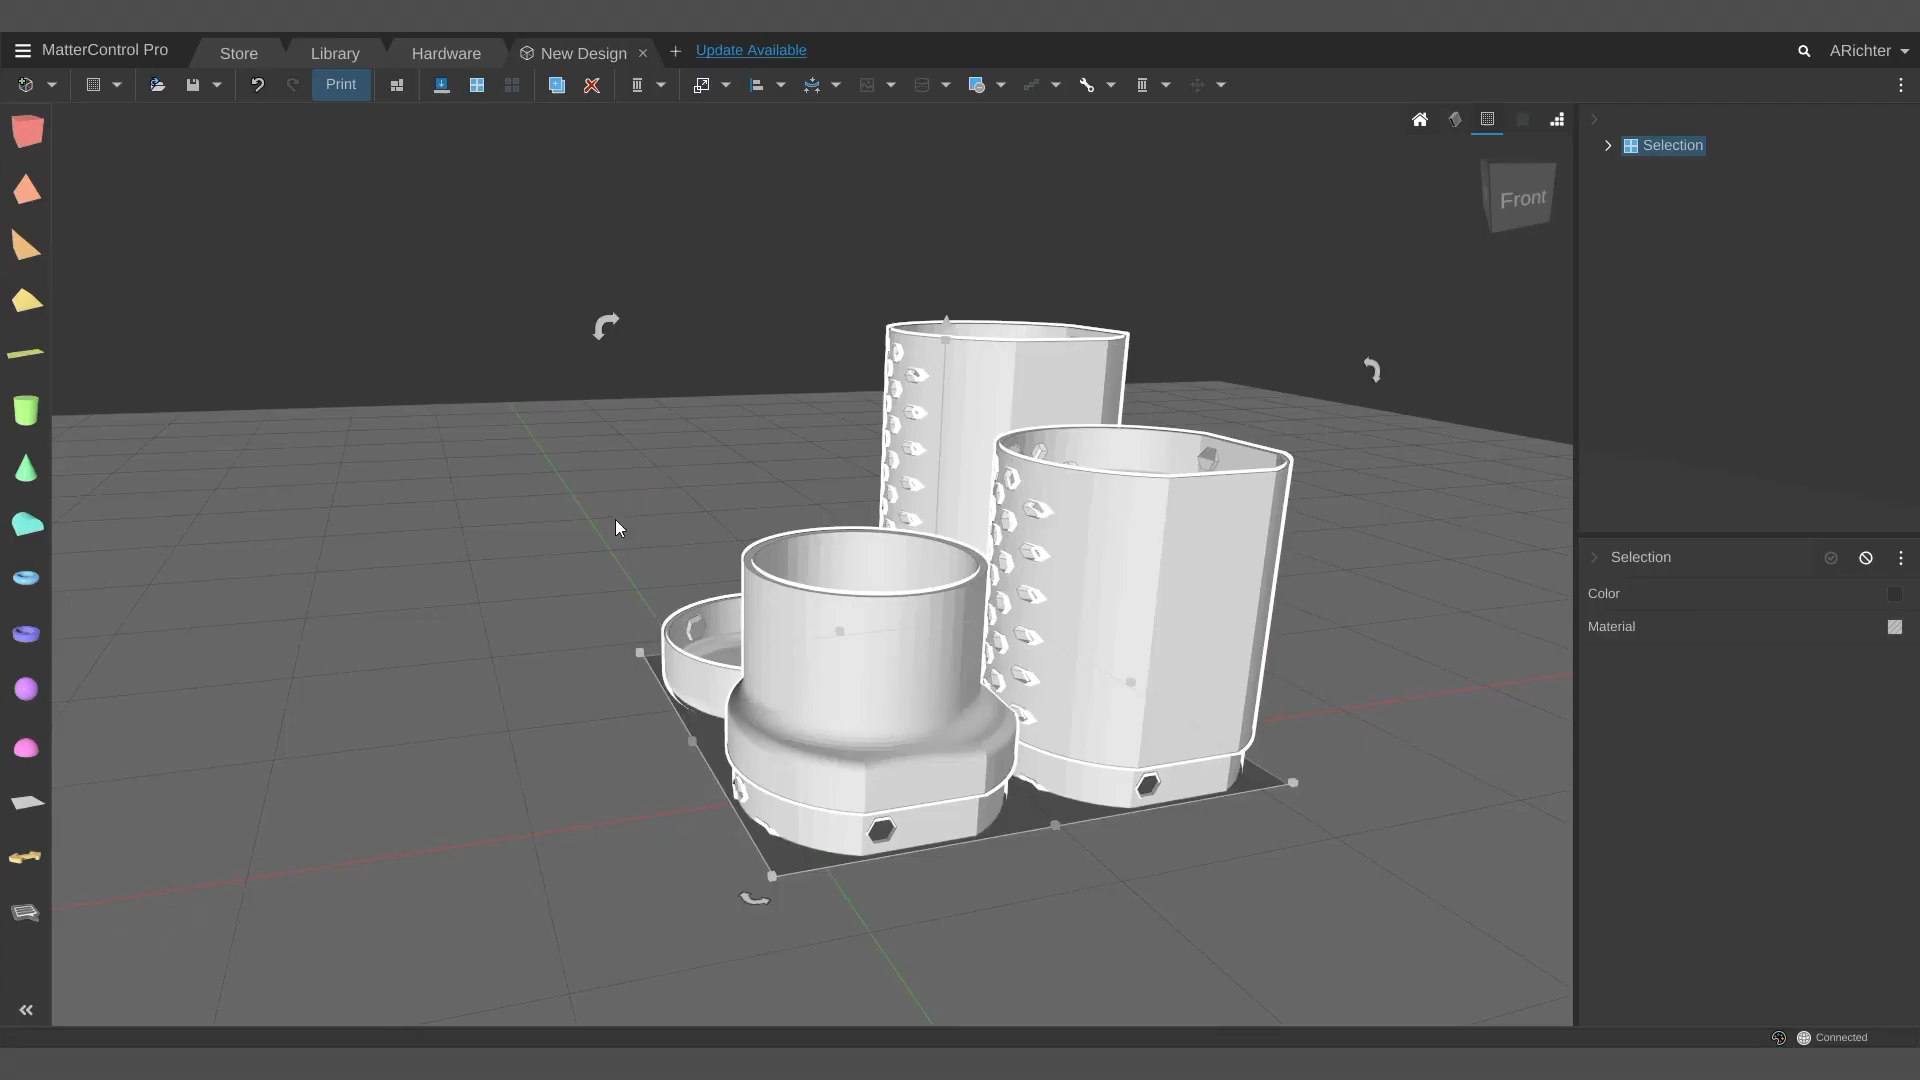 MatterControl Pro
Store
Library
Hardware
New Design
Update Available
ARichter
Print
Selection
Front
Selection
Color
Material
Connected